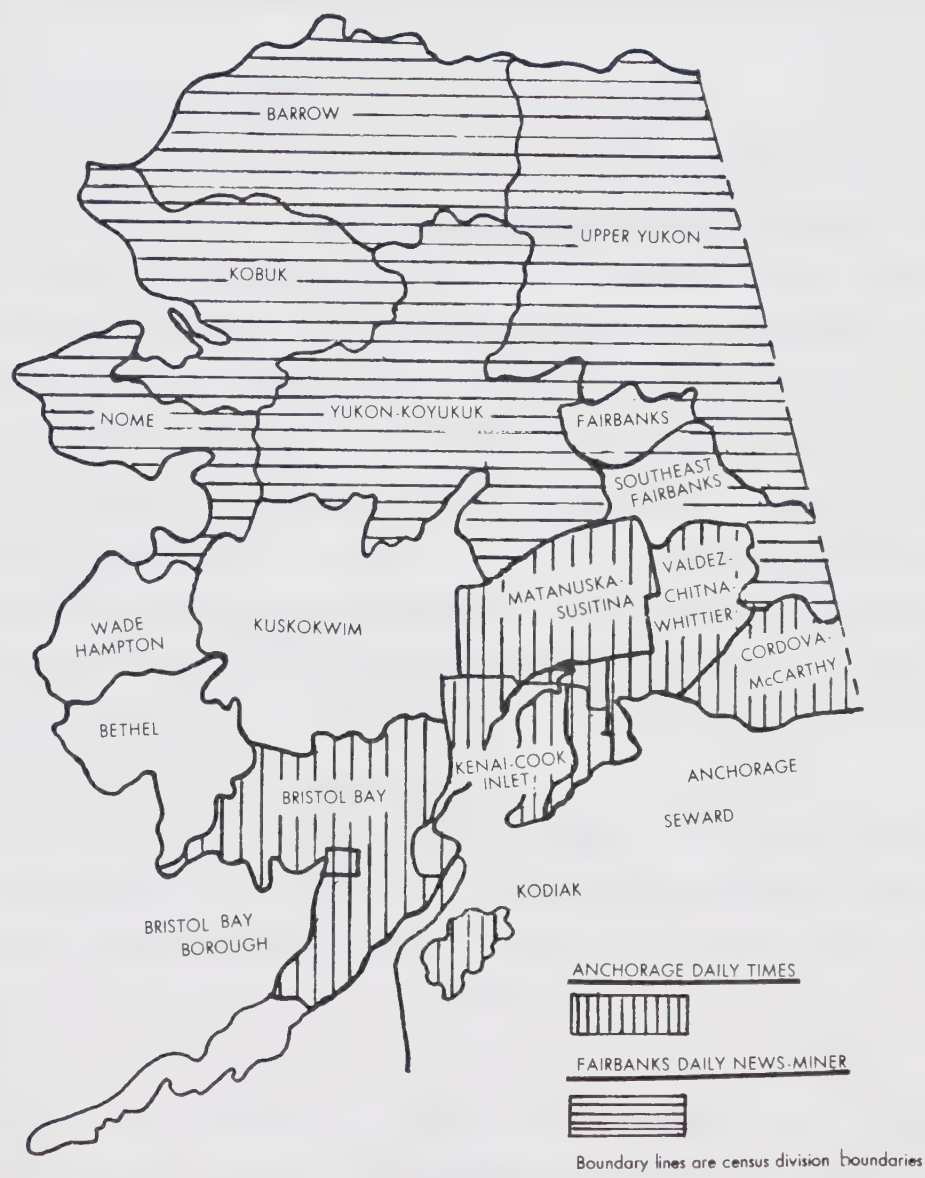 BARROW
UPPER YUKON
KOBUK
NOME
YUKON-KOYUKUK
FAIRBANKS
SOUTHEAST
FAIRBANKS
MATANUSKA-
SUSITINA
VALDEZ-
CHITNA-
WHITTIER
CORDOVA-
McCARTHY
WADE
HAMPTON
KUSKOKWIM
BETHEL
BRISTOL BAY
KENAI-COOK
INLET
ANCHORAGE
SEWARD
KODIAK
BRISTOL BAY
BOROUGH
ANCHORAGE DAILY TIMES
FAIRBANKS DAILY NEWS-MINER
Boundary lines are census division boundaries